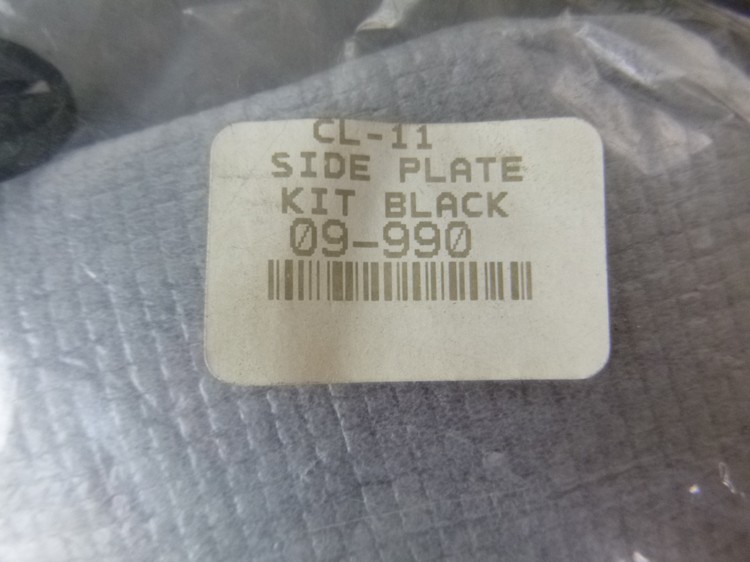 CL-11
SIDE PLATE
KIT BLACK
09-990